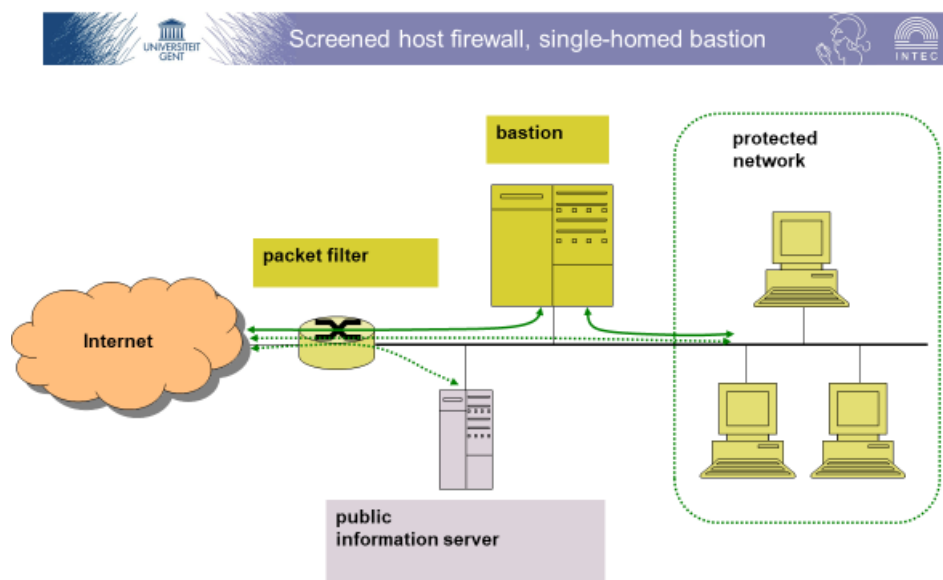 UNIVERSITEIT
GENT
Screened host firewall, single-homed bastion
INTEC
bastion
protected
network
packet filter
Internet
public
information server